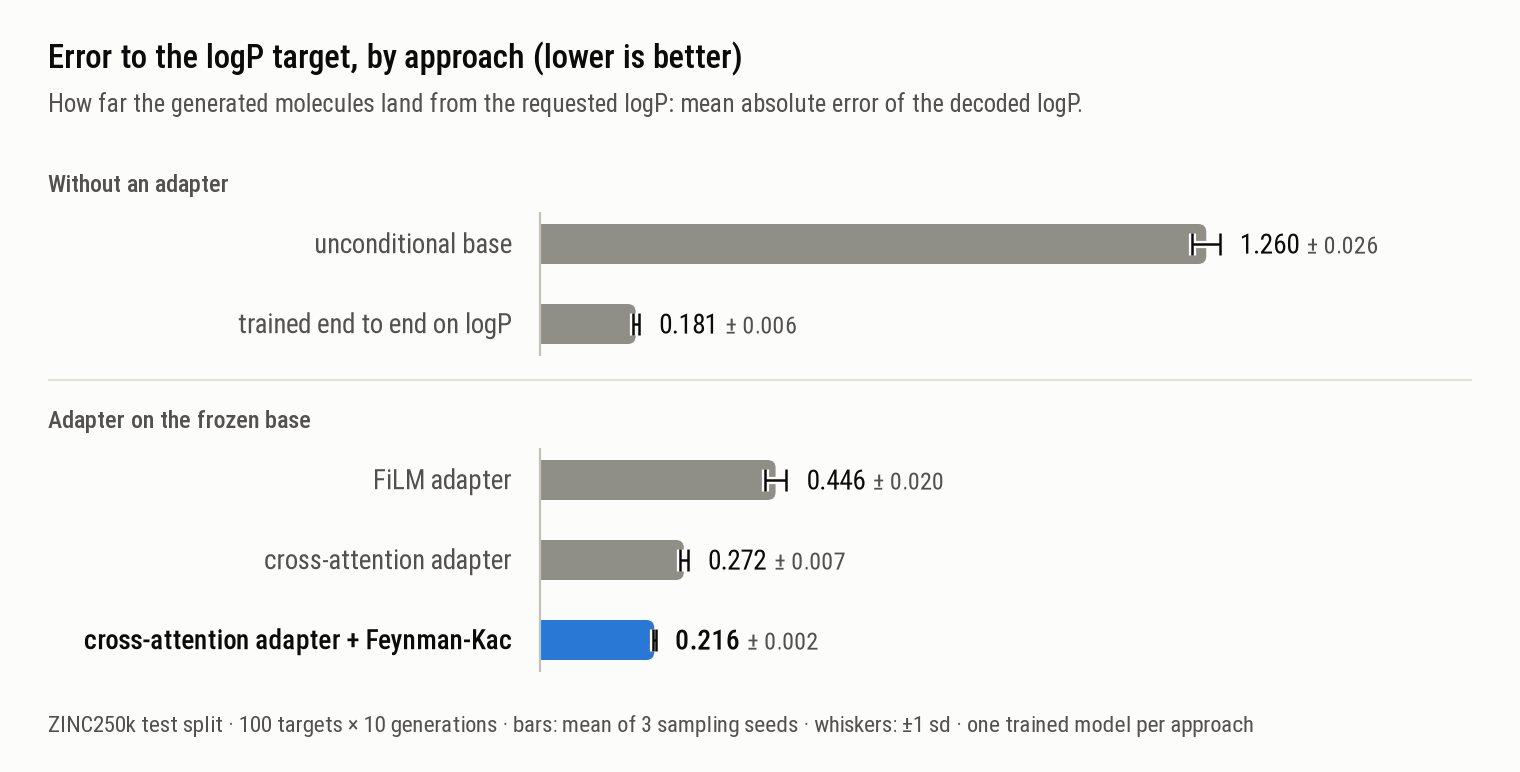 Error to the logP target, by approach (lower is better)
How far the generated molecules land from the requested logP: mean absolute error of the decoded logP.
Without an adapter
unconditional base 1.260 ± 0.026
trained end to end on logP 0.181 ± 0.006
Adapter on the frozen base
FiLM adapter 0.446 ± 0.020
cross-attention adapter 0.272 ± 0.007
cross-attention adapter + Feynman-Kac 0.216 ± 0.002
ZINC250k test split · 100 targets × 10 generations · bars: mean of 3 sampling seeds · whiskers: ±1 sd · one trained model per approach